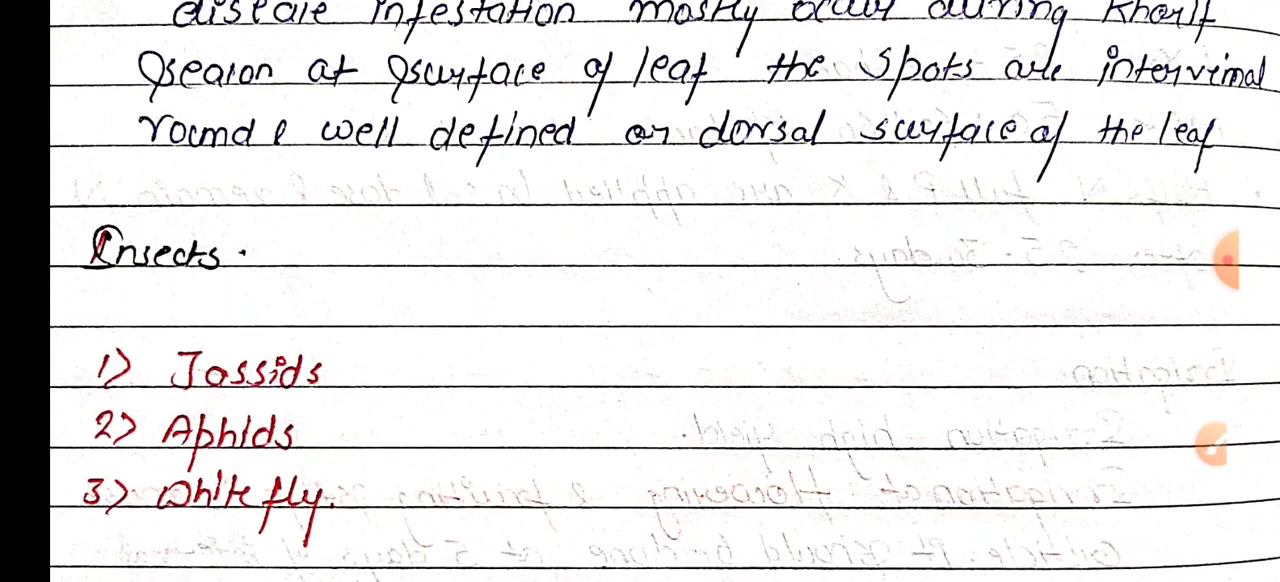 disease infestation mostly occur during Kharif
season at surface of leaf the spots are interveinal
round & well defined on dorsal surface of the leaf
Insects.
1) Jassids
2) Aphids
3) White fly.